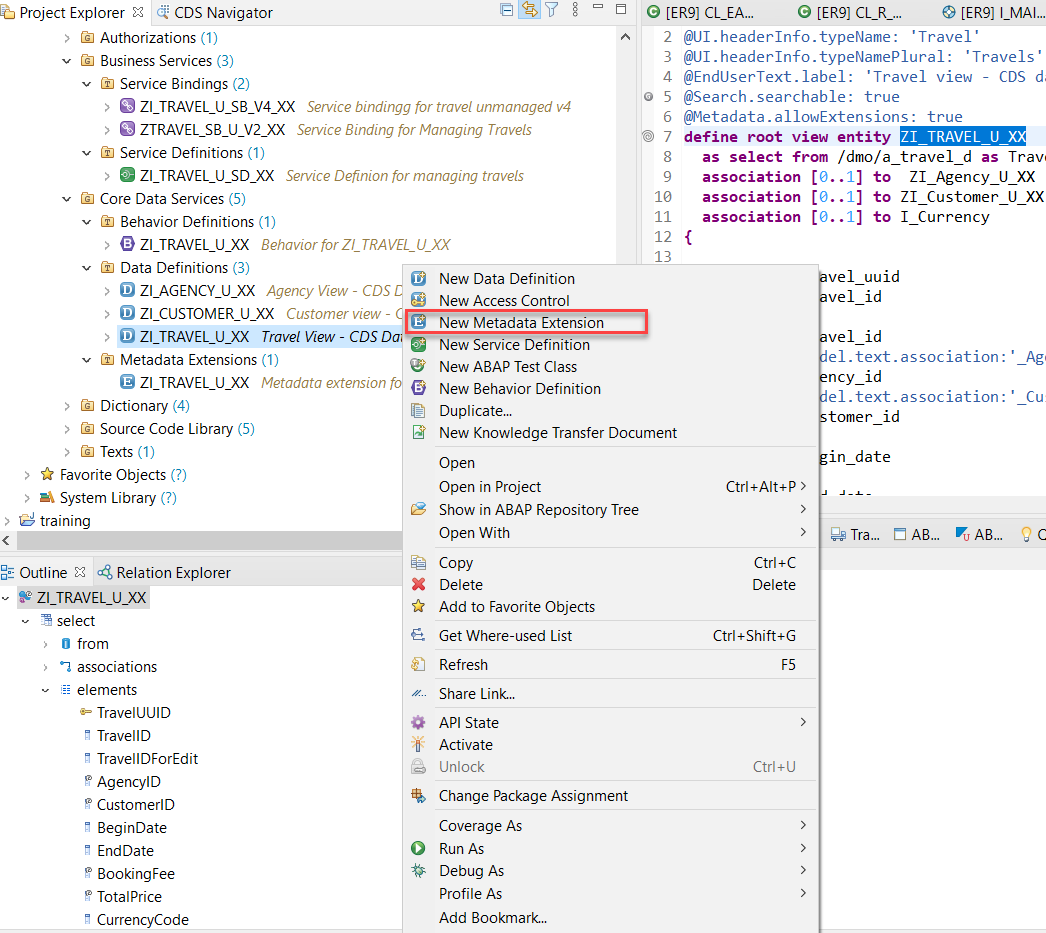 Project Explorer
CDS Navigator
Authorizations (1)
Business Services (3)
Service Bindings (2)
ZI_TRAVEL_U_SB_V4_XX Service bindingg for travel unmanaged v4
ZTRAVEL_SB_U_V2_XX Service Binding for Managing Travels
Service Definitions (1)
ZI_TRAVEL_U_SD_XX Service Definion for managing travels
Core Data Services (5)
Behavior Definitions (1)
ZI_TRAVEL_U_XX Behavior for ZI_TRAVEL_U_XX
Data Definitions (3)
ZI_AGENCY_U_XX Agency View - CDS D
ZI_CUSTOMER_U_XX Customer view - C
ZI_TRAVEL_U_XX Travel View - CDS Dat
Metadata Extensions (1)
ZI_TRAVEL_U_XX Metadata extension fo
Dictionary (4)
Source Code Library (5)
Texts (1)
Favorite Objects (?)
System Library (?)
training
Outline
Relation Explorer
ZI_TRAVEL_U_XX
select
from
associations
elements
TravelUUID
TravelID
TravelIDForEdit
AgencyID
CustomerID
BeginDate
EndDate
BookingFee
TotalPrice
CurrencyCode
New Data Definition
New Access Control
New Metadata Extension
New Service Definition
New ABAP Test Class
New Behavior Definition
Duplicate...
New Knowledge Transfer Document
Open
Open in Project Ctrl+Alt+P
Show in ABAP Repository Tree
Open With
Copy Ctrl+C
Delete Delete
Add to Favorite Objects
Get Where-used List Ctrl+Shift+G
Refresh F5
Share Link...
API State
Activate
Unlock Ctrl+U
Change Package Assignment
Coverage As
Run As
Debug As
Profile As
Add Bookmark...
[ER9] CL_EA...
[ER9] CL_R_...
[ER9] I_MAI...
2 @UI.headerInfo.typeName: 'Travel'
3 @UI.headerInfo.typeNamePlural: 'Travels'
4 @EndUserText.label: 'Travel view - CDS da
5 @Search.searchable: true
6 @Metadata.allowExtensions: true
7 define root view entity ZI_TRAVEL_U_XX
8 as select from /dmo/a_travel_d as Trave
9 association [0..1] to ZI_Agency_U_XX
10 association [0..1] to ZI_Customer_U_XX
11 association [0..1] to I_Currency
12 {
13
avel_uuid
avel_id
avel_id
del.text.association:'_Age
ency_id
del.text.association:'_Cus
stomer_id
gin_date
Tra...
AB...
AB...